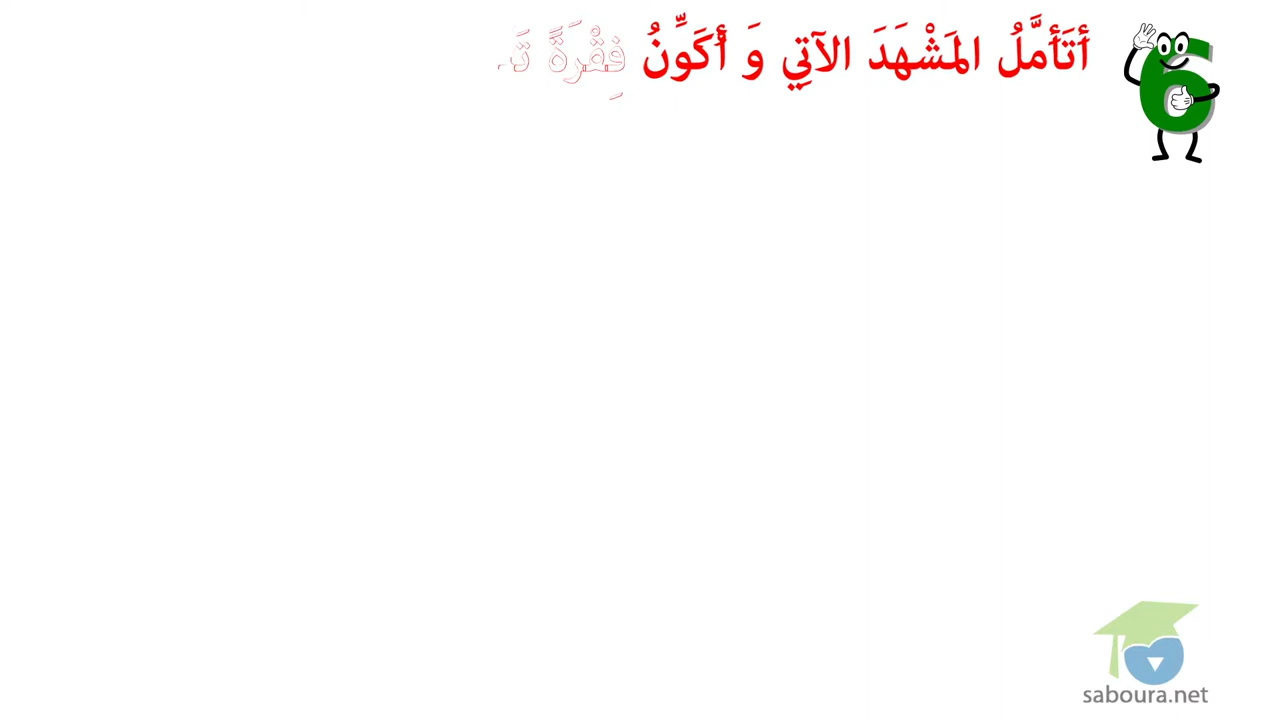 أَتَأَمَّلُ المَشْهَدَ الآتِي وَ أُكَوِّنُ فِقْرَةً
6
saboura.net